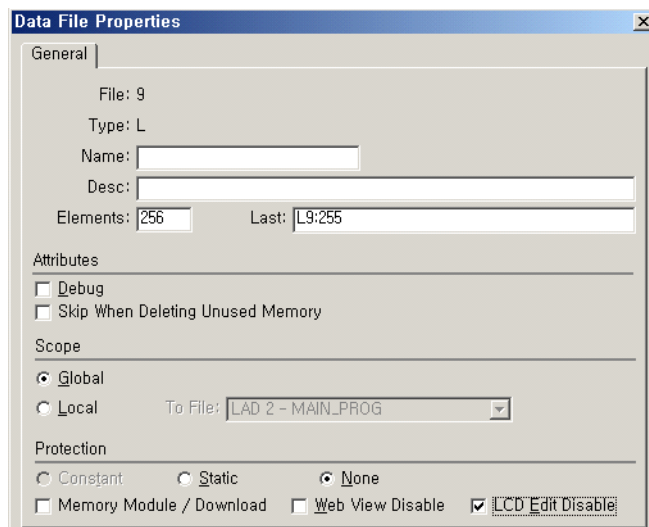 Data File Properties
General
File: 9
Type: L
Name:
Desc:
Elements: 256 Last: L9:255
Attributes
Debug
Skip When Deleting Unused Memory
Scope
Global
Local To File: LAD 2 - MAIN_PROG
Protection
Constant Static None
Memory Module / Download Web View Disable LCD Edit Disable